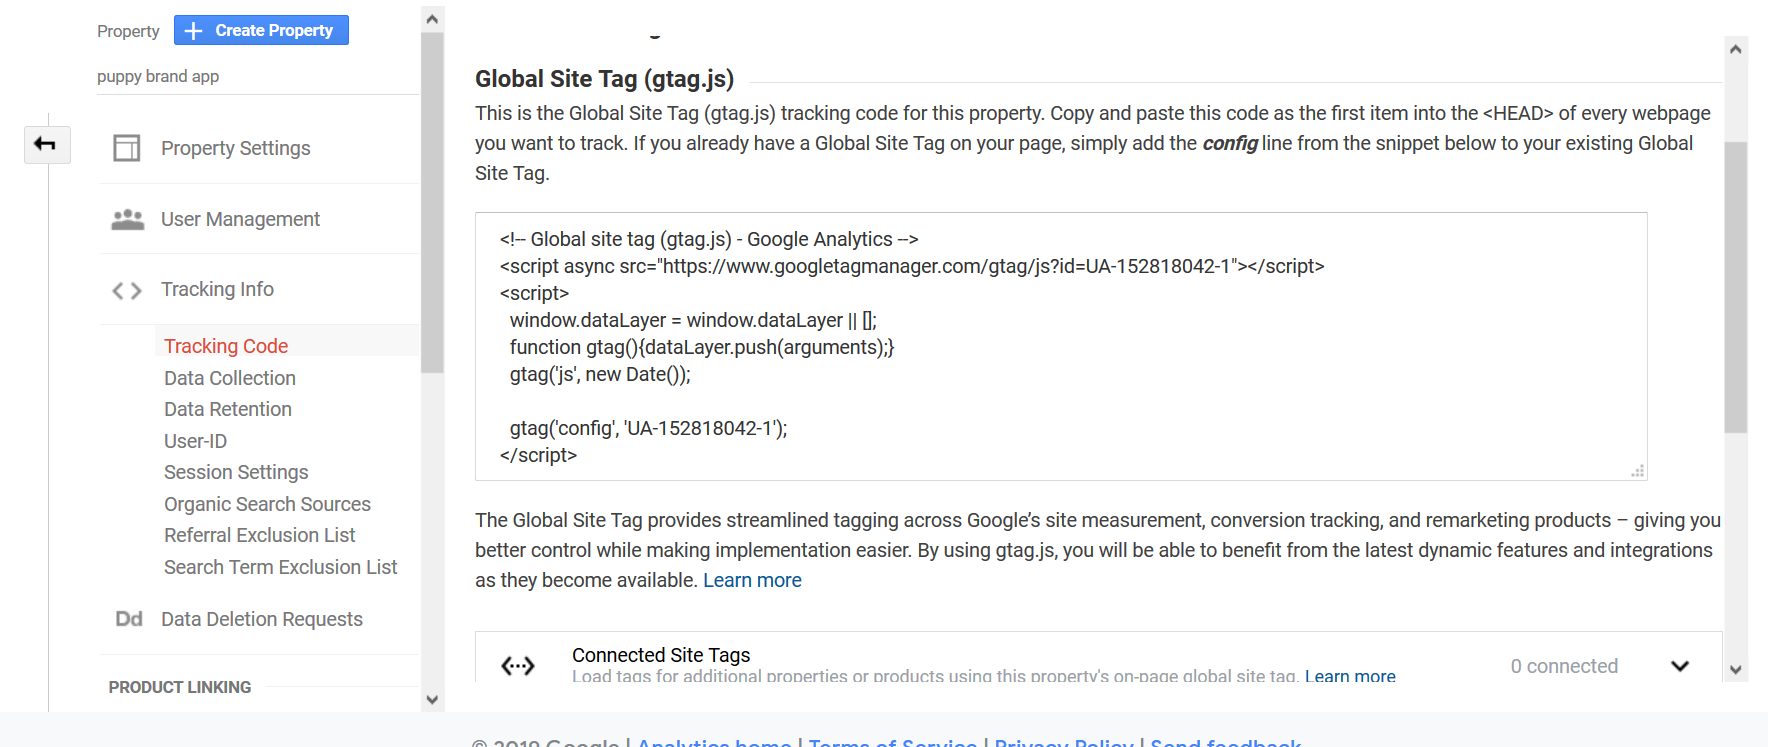 Property
Create Property
puppy brand app
Property Settings
User Management
Tracking Info
Tracking Code
Data Collection
Data Retention
User-ID
Session Settings
Organic Search Sources
Referral Exclusion List
Search Term Exclusion List
Dd Data Deletion Requests
PRODUCT LINKING
Global Site Tag (gtag.js)
This is the Global Site Tag (gtag.js) tracking code for this property. Copy and paste this code as the first item into the <HEAD> of every webpage
you want to track. If you already have a Global Site Tag on your page, simply add the config line from the snippet below to your existing Global
Site Tag.
<!-- Global site tag (gtag.js) - Google Analytics -->
<script async src="https://www.googletagmanager.com/gtag/js?id=UA-152818042-1"></script>
<script>
window.dataLayer = window.dataLayer || [];
function gtag(){dataLayer.push(arguments);}
gtag('js', new Date());
gtag('config', 'UA-152818042-1');
</script>
The Global Site Tag provides streamlined tagging across Google's site measurement, conversion tracking, and remarketing products – giving you
better control while making implementation easier. By using gtag.js, you will be able to benefit from the latest dynamic features and integrations
as they become available. Learn more
Connected Site Tags
Load tags for additional properties or products using this property's on-page global site tag. Learn more
0 connected
© 2019 Google | Analytics home | Terms of Service | Privacy Policy | Send feedback